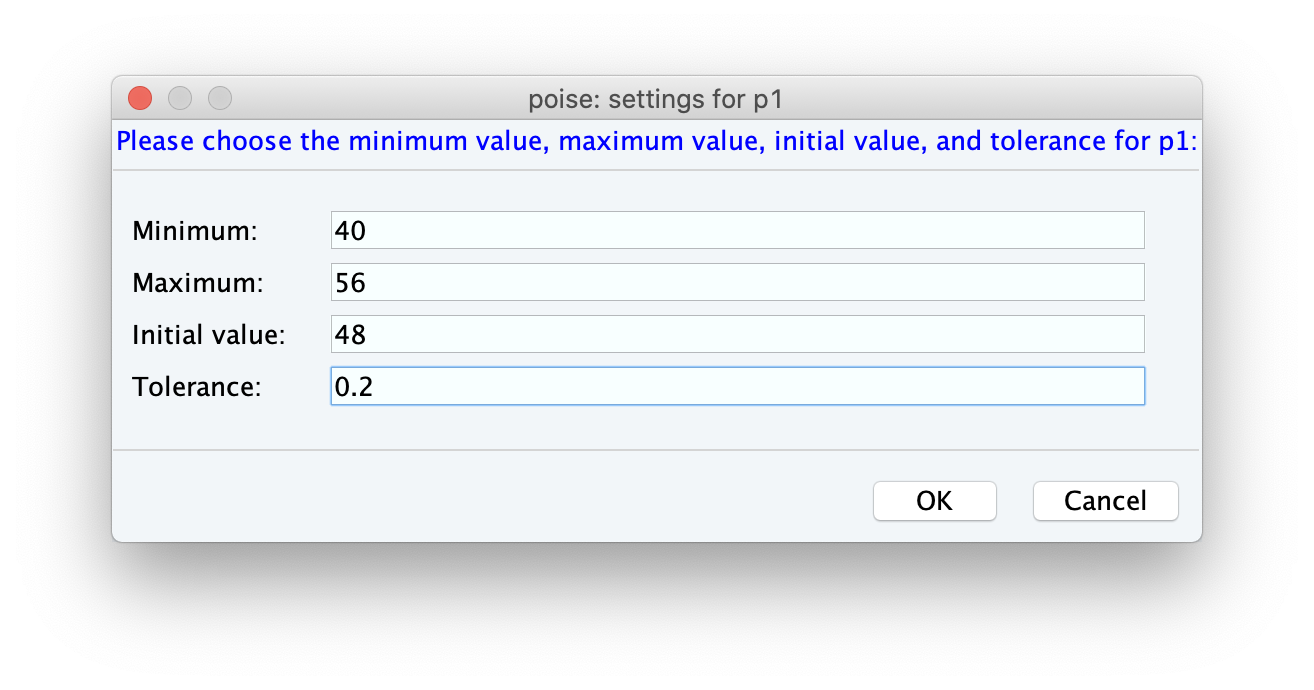 poise: settings for p1
Please choose the minimum value, maximum value, initial value, and tolerance for p1:
Minimum: 40
Maximum: 56
Initial value: 48
Tolerance: 0.2
OK Cancel